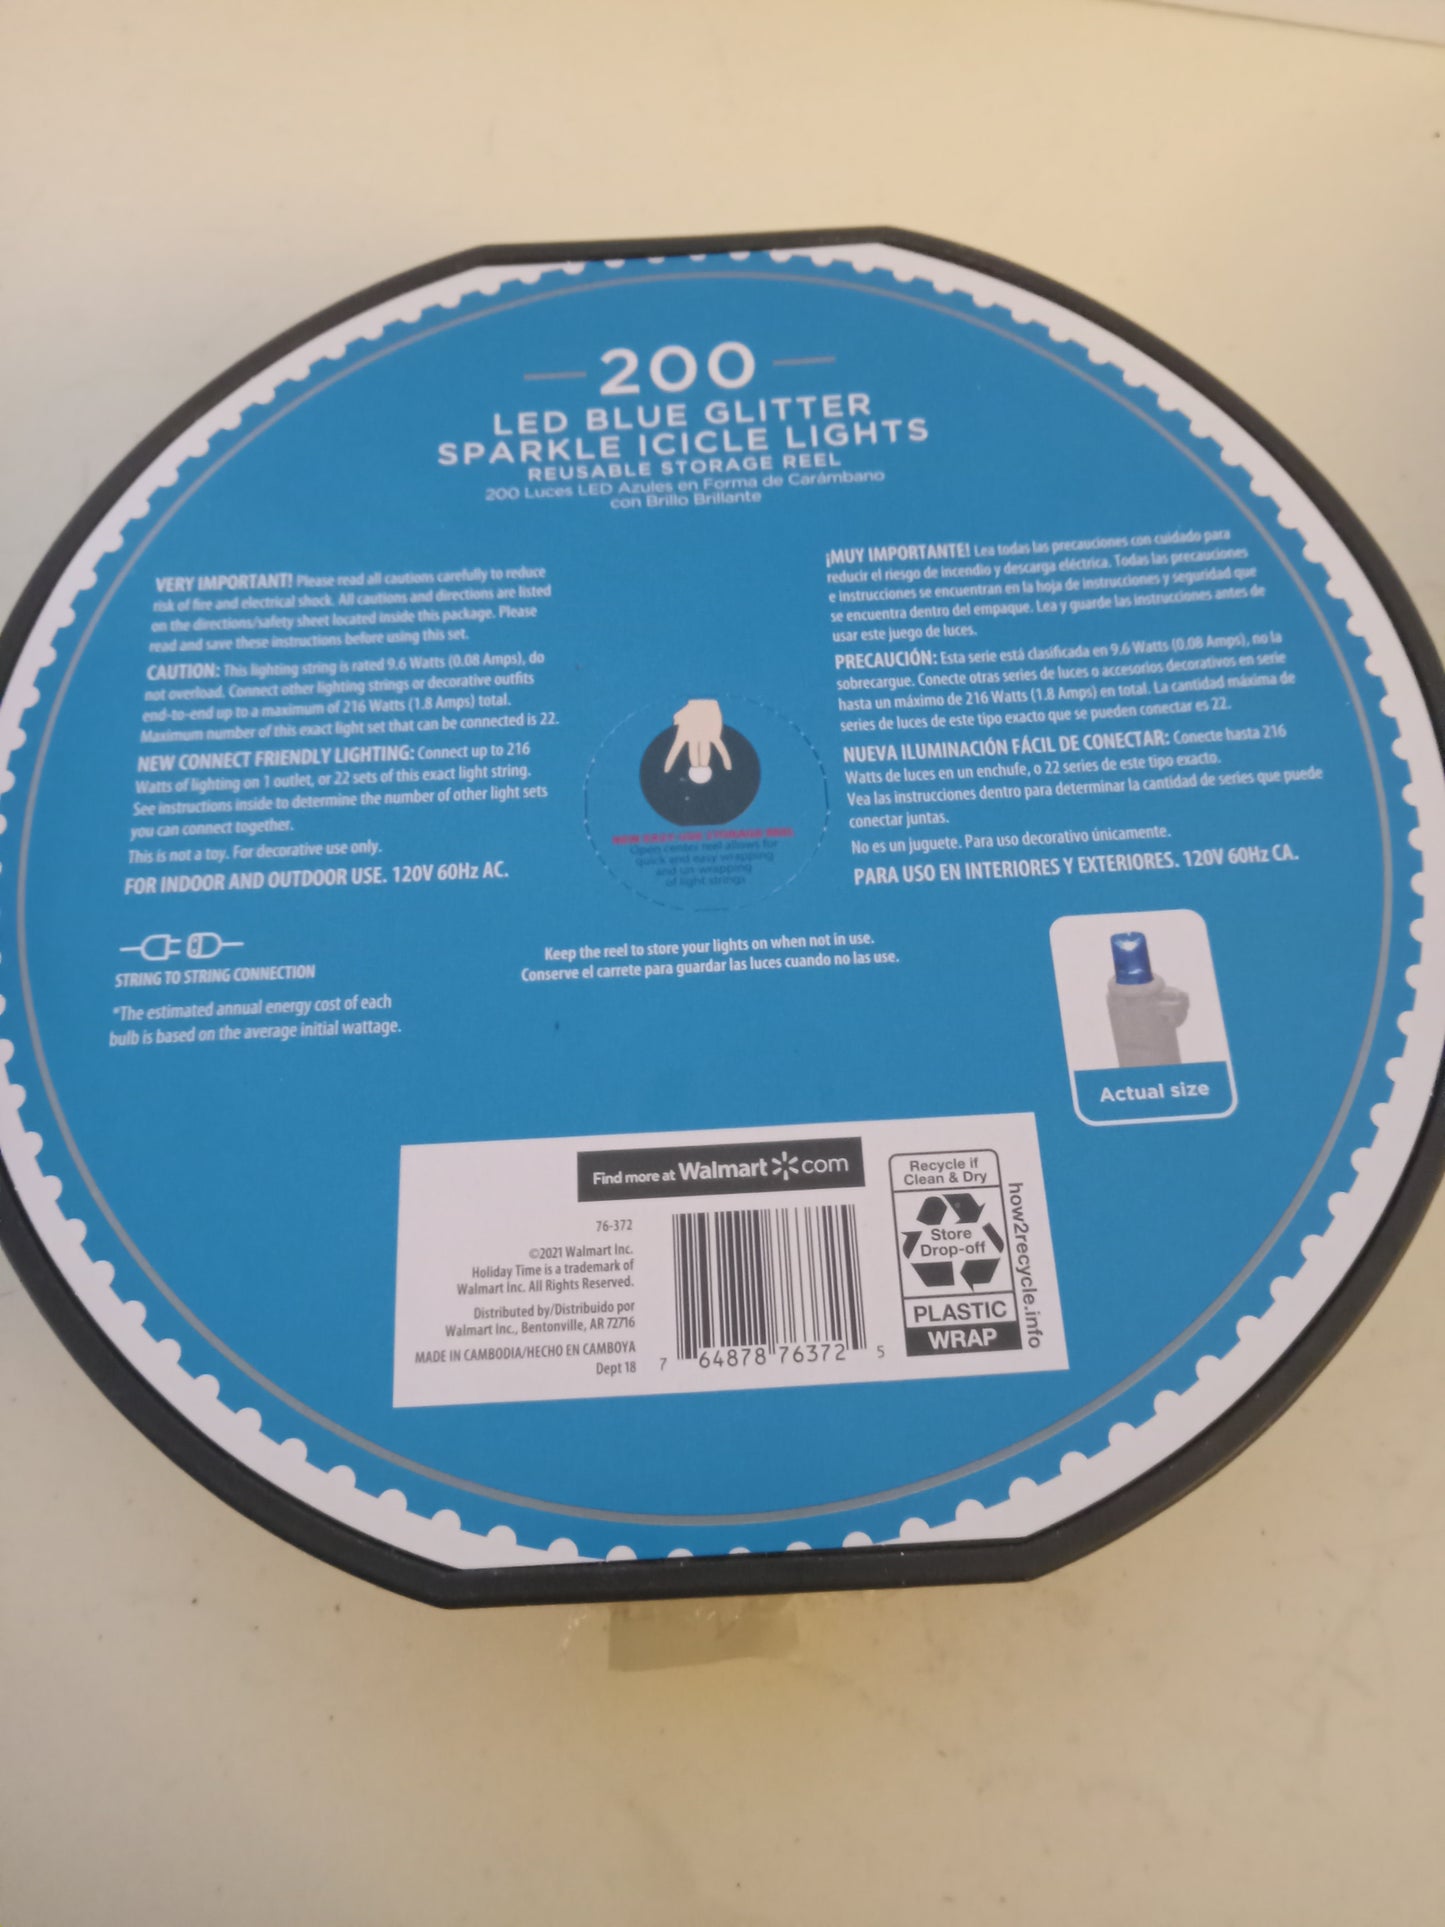 200
LED BLUE GLITTER
SPARKLE ICICLE LIGHTS
REUSABLE STORAGE REEL
200 Luces LED Azules en Forma de Carámbano
con Brillo Brillante
VERY IMPORTANT! Please read all cautions carefully to reduce
risk of fire and electrical shock. All cautions and directions are listed
on the directions/safety sheet located inside this package. Please
read and save these instructions before using this set.
CAUTION: This lighting string is rated 9.6 Watts (0.08 Amps), do
not overload. Connect other lighting strings or decorative outfits
end-to-end up to a maximum of 216 Watts (1.8 Amps) total.
Maximum number of this exact light set that can be connected is 22.
NEW CONNECT FRIENDLY LIGHTING: Connect up to 216
Watts of lighting on 1 outlet, or 22 sets of this exact light string.
See instructions inside to determine the number of other light sets
you can connect together.
This is not a toy. For decorative use only.
FOR INDOOR AND OUTDOOR USE. 120V 60Hz AC.
STRING TO STRING CONNECTION
*The estimated annual energy cost of each
bulb is based on the average initial wattage.
NEW EASY-USE STORAGE REEL
Open center reel allows for
quick and easy wrapping
and un-wrapping
of light strings
Keep the reel to store your lights on when not in use.
Conserve el carrete para guardar las luces cuando no las use.
¡MUY IMPORTANTE! Lea todas las precauciones con cuidado para
reducir el riesgo de incendio y descarga eléctrica. Todas las precauciones
e Instrucciones se encuentran en la hoja de instrucciones y seguridad que
se encuentra dentro del empaque. Lea y guarde las instrucciones antes de
usar este juego de luces.
PRECAUCIÓN: Esta serie está clasificada en 9.6 Watts (0.08 Amps), no la
sobrecargue. Conecte otras series de luces o accesorios decorativos en serie
hasta un máximo de 216 Watts (1.8 Amps) en total. La cantidad máxima de
series de luces de este tipo exacto que se pueden conectar es 22.
NUEVA ILUMINACIÓN FÁCIL DE CONECTAR: Conecte hasta 216
Watts de luces en un enchufe, o 22 series de este tipo exacto.
Vea las instrucciones dentro para determinar la cantidad de series que puede
conectar juntas.
No es un juguete. Para uso decorativo únicamente.
PARA USO EN INTERIORES Y EXTERIORES. 120V 60Hz CA.
Actual size
Find more at Walmart com
76-372
©2021 Walmart Inc.
Holiday Time is a trademark of
Walmart Inc. All Rights Reserved.
Distributed by/Distribuido por
Walmart Inc., Bentonville, AR 72716
MADE IN CAMBODIA/HECHO EN CAMBOYA
Dept 18
7 64878 76372 5
Recycle if
Clean & Dry
Store
Drop-off
PLASTIC
WRAP
how2recycle.info